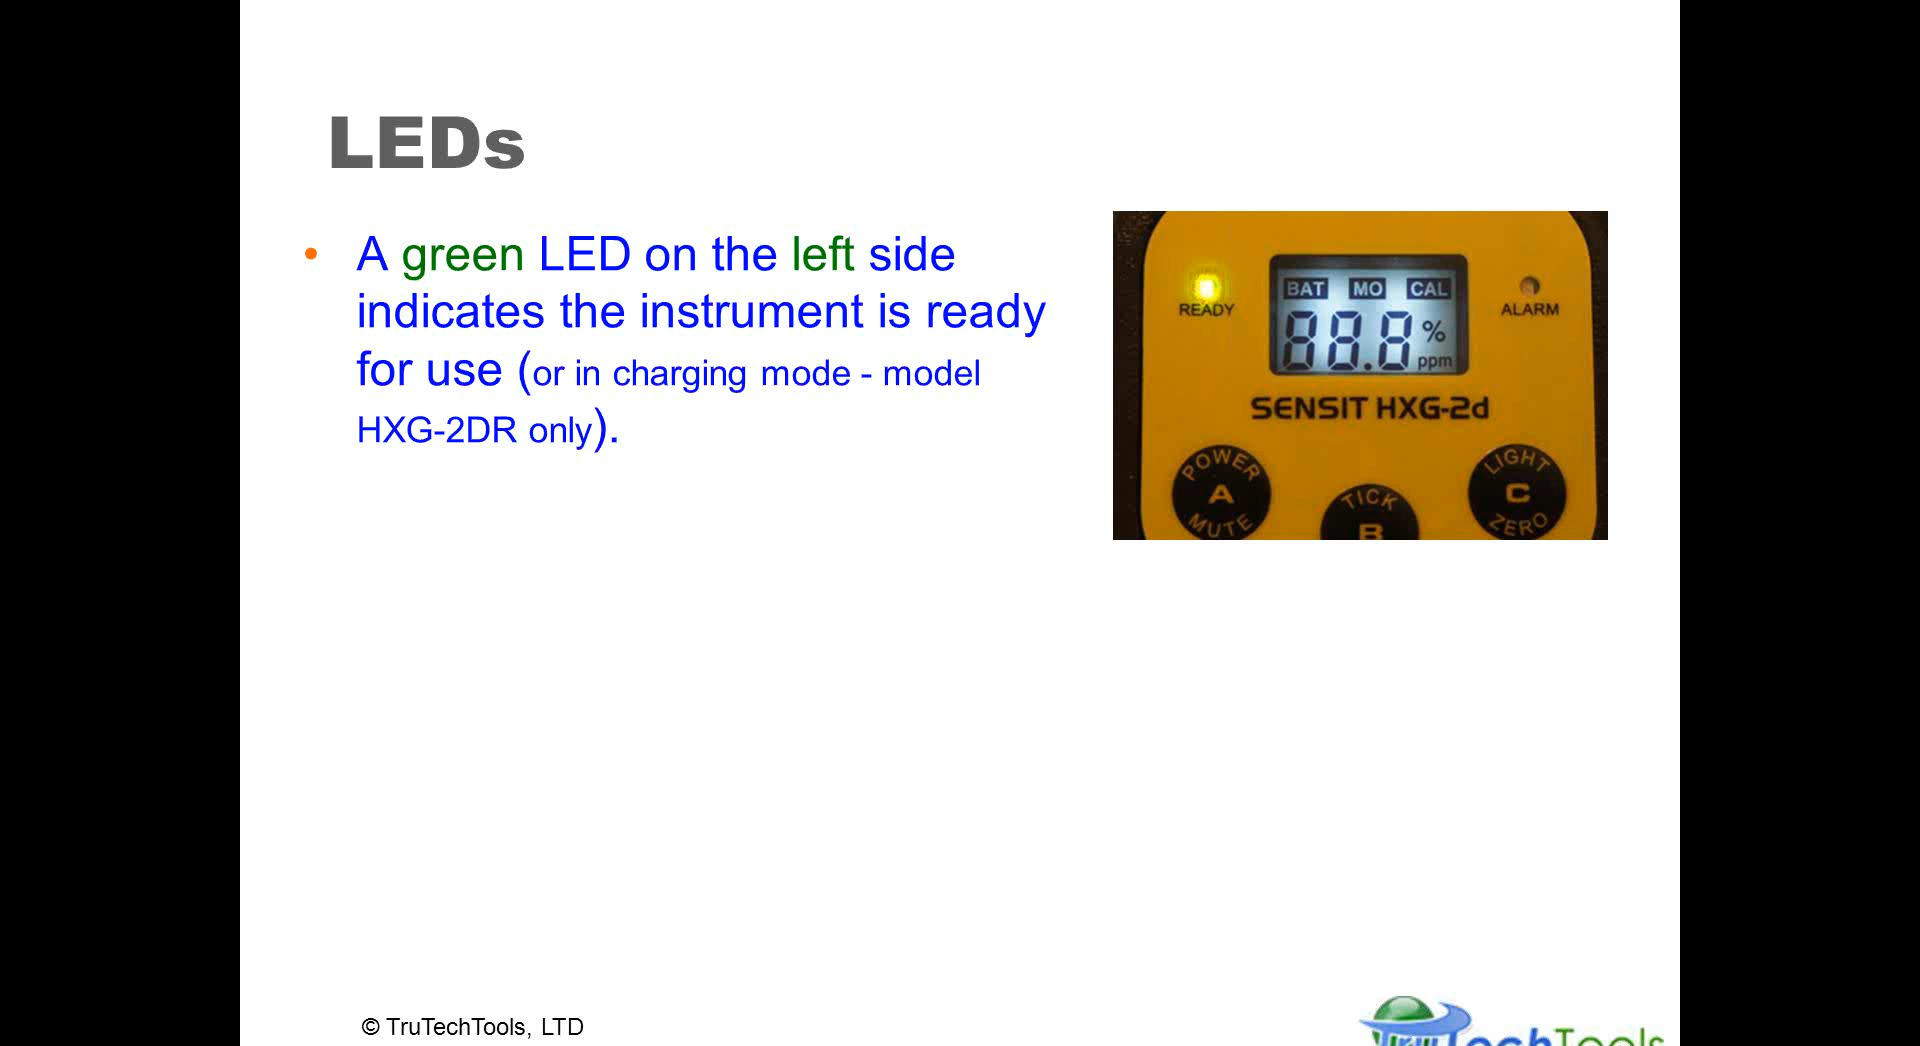 LEDs
• A green LED on the left side
indicates the instrument is ready
for use (or in charging mode - model
HXG-2DR only).
BAT MO CAL
READY
ALARM
88.8 %
ppm
SENSIT HXG-2d
POWER
A
MUTE
TICK
B
LIGHT
C
ZERO
© TruTechTools, LTD
TruTechTools